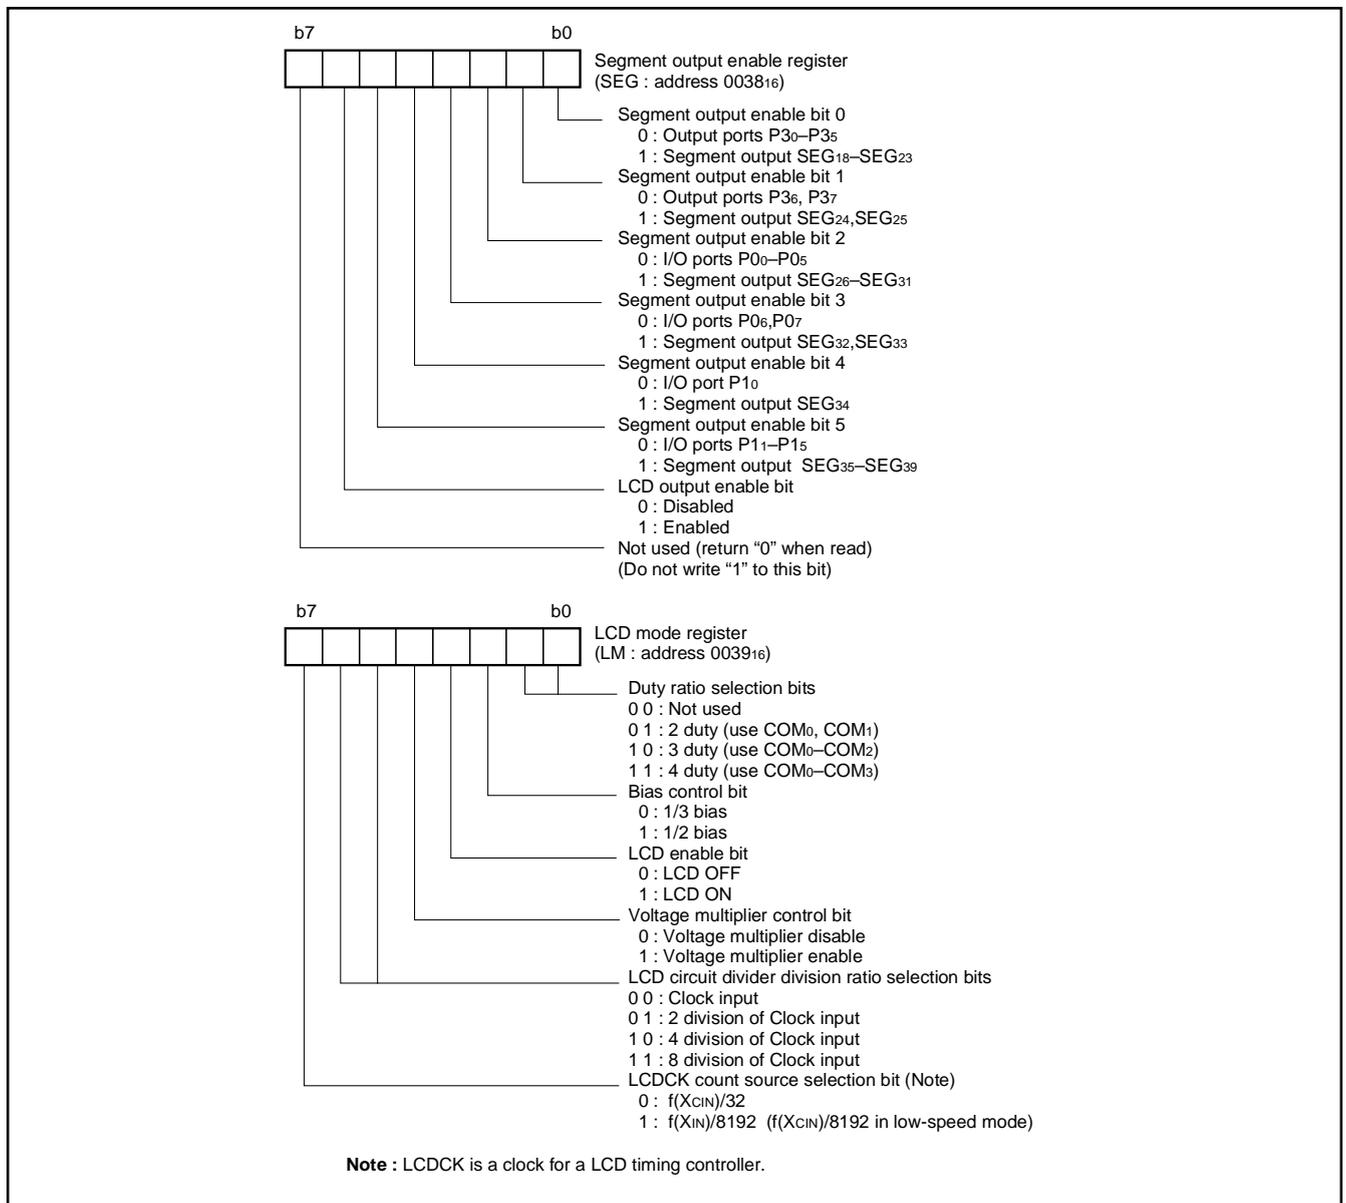 b7 b0
Segment output enable register
(SEG : address 003816)
Segment output enable bit 0
0 : Output ports P30–P35
1 : Segment output SEG18–SEG23
Segment output enable bit 1
0 : Output ports P36, P37
1 : Segment output SEG24,SEG25
Segment output enable bit 2
0 : I/O ports P00–P05
1 : Segment output SEG26–SEG31
Segment output enable bit 3
0 : I/O ports P06,P07
1 : Segment output SEG32,SEG33
Segment output enable bit 4
0 : I/O port P10
1 : Segment output SEG34
Segment output enable bit 5
0 : I/O ports P11–P15
1 : Segment output SEG35–SEG39
LCD output enable bit
0 : Disabled
1 : Enabled
Not used (return “0” when read)
(Do not write “1” to this bit)
b7 b0
LCD mode register
(LM : address 003916)
Duty ratio selection bits
0 0 : Not used
0 1 : 2 duty (use COM0, COM1)
1 0 : 3 duty (use COM0–COM2)
1 1 : 4 duty (use COM0–COM3)
Bias control bit
0 : 1/3 bias
1 : 1/2 bias
LCD enable bit
0 : LCD OFF
1 : LCD ON
Voltage multiplier control bit
0 : Voltage multiplier disable
1 : Voltage multiplier enable
LCD circuit divider division ratio selection bits
0 0 : Clock input
0 1 : 2 division of Clock input
1 0 : 4 division of Clock input
1 1 : 8 division of Clock input
LCDCK count source selection bit (Note)
0 : f(XCIN)/32
1 : f(XIN)/8192 (f(XCIN)/8192 in low-speed mode)
Note : LCDCK is a clock for a LCD timing controller.